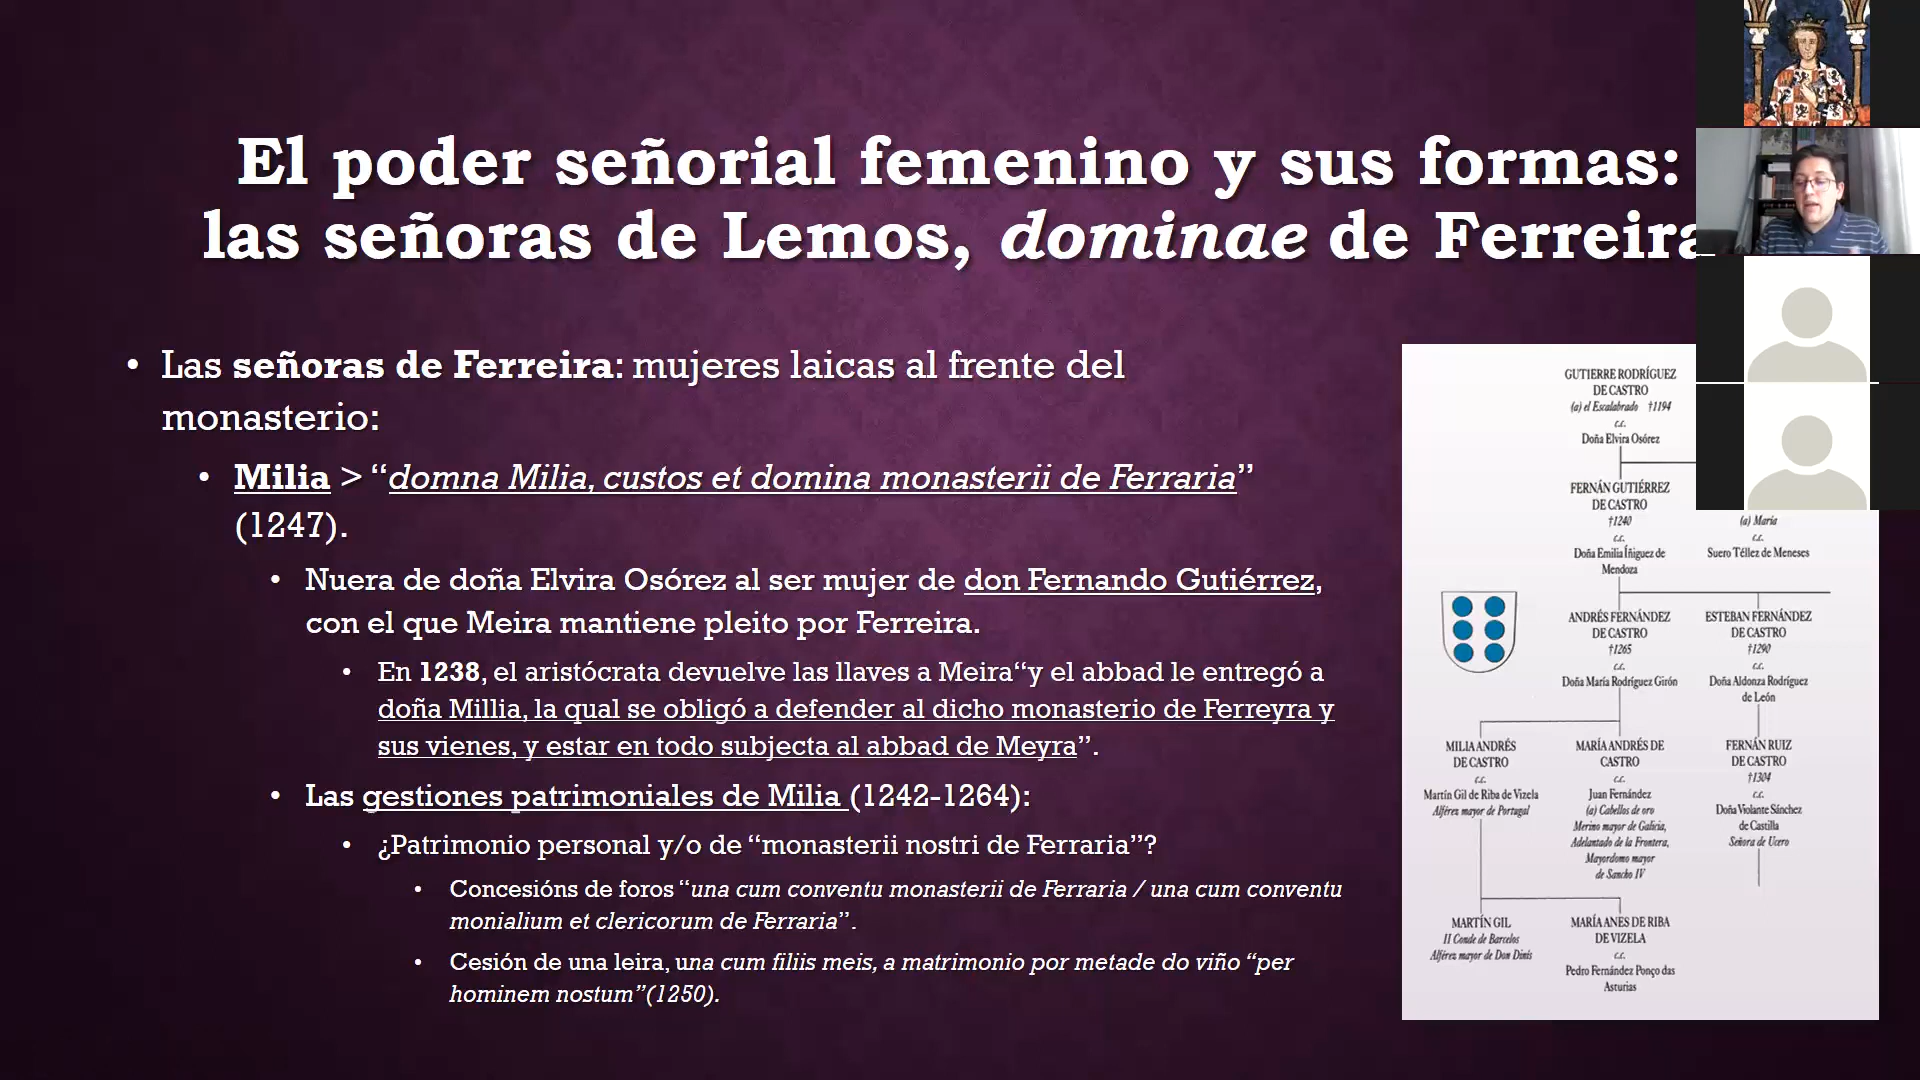 El poder señorial femenino y sus formas:
las señoras de Lemos, dominae de Ferreira
• Las señoras de Ferreira: mujeres laicas al frente del
monasterio:
• Milia > “domna Milia, custos et domina monasterii de Ferraria”
(1247).
• Nuera de doña Elvira Osórez al ser mujer de don Fernando Gutiérrez,
con el que Meira mantiene pleito por Ferreira.
• En 1238, el aristócrata devuelve las llaves a Meira“y el abbad le entregó a
doña Millia, la qual se obligó a defender al dicho monasterio de Ferreyra y
sus vienes, y estar en todo subjecta al abbad de Meyra”.
• Las gestiones patrimoniales de Milia (1242-1264):
• ¿Patrimonio personal y/o de “monasterii nostri de Ferraria”?
• Concesións de foros “una cum conventu monasterii de Ferraria / una cum conventu
monialium et clericorum de Ferraria”.
• Cesión de una leira, una cum filiis meis, a matrimonio por metade do viño “per
hominem nostum”(1250).
GUTIERRE RODRÍGUEZ
DE CASTRO
(a) el Escalabrado †1194
c.c.
Doña Elvira Osórez
FERNÁN GUTIÉRREZ
DE CASTRO
†1240
c.c.
Doña Emilia Íñiguez de
Mendoza
(a) María
c.c.
Suero Téllez de Meneses
ANDRÉS FERNÁNDEZ
DE CASTRO
†1265
c.c.
Doña María Rodríguez Girón
ESTEBAN FERNÁNDEZ
DE CASTRO
†1290
c.c.
Doña Aldonza Rodríguez
de León
MILIA ANDRÉS
DE CASTRO
c.c.
Martín Gil de Riba de Vizela
Alférez mayor de Portugal
MARÍA ANDRÉS DE
CASTRO
c.c.
Juan Fernández
(a) Cabellos de oro
Merino mayor de Galicia,
Adelantado de la Frontera,
Mayordomo mayor
de Sancho IV
FERNÁN RUIZ
DE CASTRO
†1304
c.c.
Doña Violante Sánchez
de Castilla
Señora de Ucero
MARTÍN GIL
II Conde de Barcelos
Alférez mayor de Don Dinis
MARÍA ANES DE RIBA
DE VIZELA
c.c.
Pedro Fernández Ponço das
Asturias